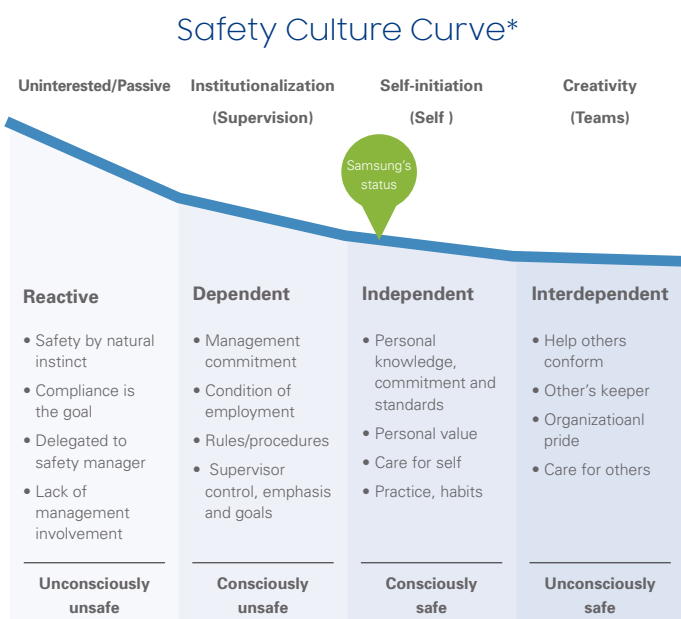 Safety Culture Curve*
Uninterested/Passive
Institutionalization
(Supervision)
Self-initiation
(Self )
Creativity
(Teams)
Samsung's
status
Reactive
• Safety by natural
instinct
• Compliance is
the goal
• Delegated to
safety manager
• Lack of
management
involvement
Unconsciously
unsafe
Dependent
• Management
commitment
• Condition of
employment
• Rules/procedures
• Supervisor
control, emphasis
and goals
Consciously
unsafe
Independent
• Personal
knowledge,
commitment and
standards
• Personal value
• Care for self
• Practice, habits
Consciously
safe
Interdependent
• Help others
conform
• Other's keeper
• Organizatioanl
pride
• Care for others
Unconsciously
safe